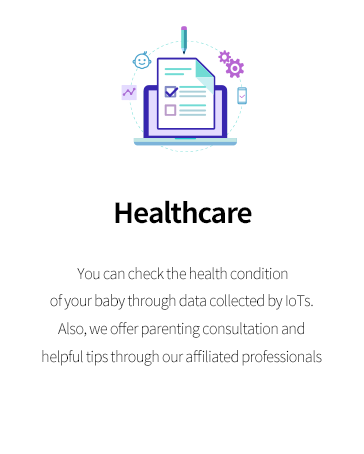 Healthcare
You can check the health condition
of your baby through data collected by IoTs.
Also, we offer parenting consultation and
helpful tips through our affiliated professionals